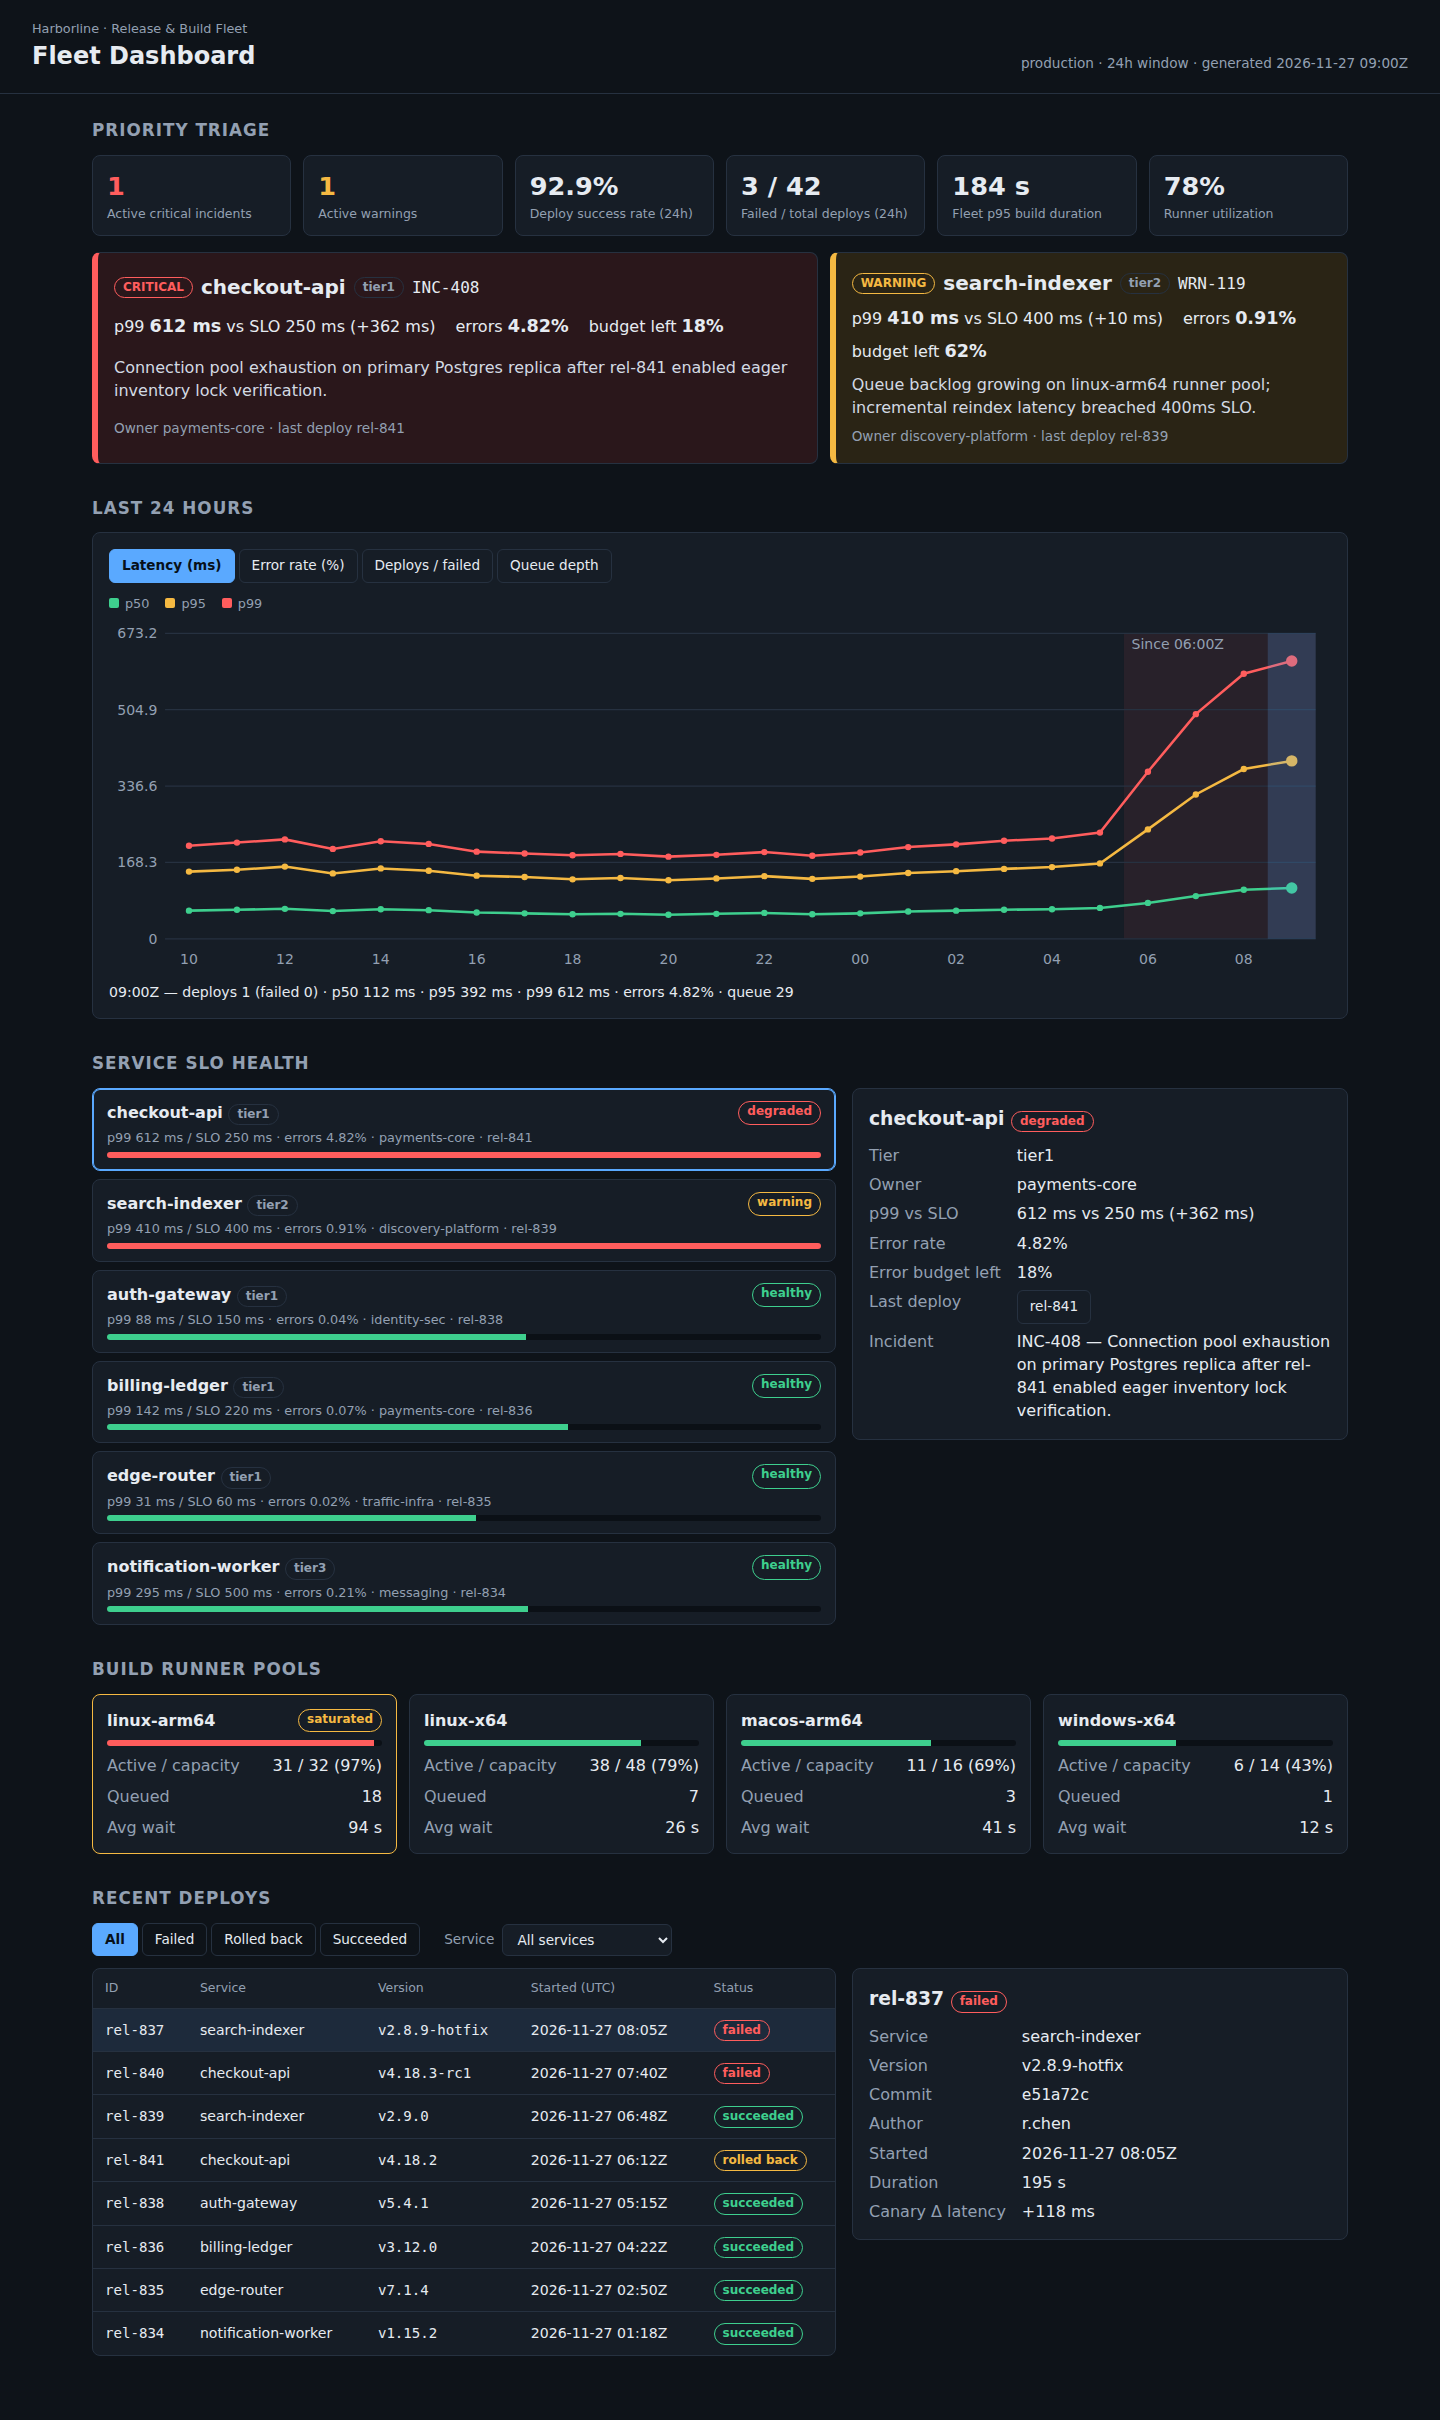 Harborline · Release & Build Fleet
Fleet Dashboard
production · 24h window · generated 2026-11-27 09:00Z
PRIORITY TRIAGE
1
Active critical incidents
1
Active warnings
92.9%
Deploy success rate (24h)
3 / 42
Failed / total deploys (24h)
184 s
Fleet p95 build duration
78%
Runner utilization
CRITICAL checkout-api tier1 INC-408
p99 612 ms vs SLO 250 ms (+362 ms) errors 4.82% budget left 18%
Connection pool exhaustion on primary Postgres replica after rel-841 enabled eager
inventory lock verification.
Owner payments-core · last deploy rel-841
WARNING search-indexer tier2 WRN-119
p99 410 ms vs SLO 400 ms (+10 ms) errors 0.91%
budget left 62%
Queue backlog growing on linux-arm64 runner pool;
incremental reindex latency breached 400ms SLO.
Owner discovery-platform · last deploy rel-839
LAST 24 HOURS
Latency (ms) Error rate (%) Deploys / failed Queue depth
p50 p95 p99
673.2
504.9
336.6
168.3
0
Since 06:00Z
10 12 14 16 18 20 22 00 02 04 06 08
09:00Z — deploys 1 (failed 0) · p50 112 ms · p95 392 ms · p99 612 ms · errors 4.82% · queue 29
SERVICE SLO HEALTH
checkout-api tier1 degraded
p99 612 ms / SLO 250 ms · errors 4.82% · payments-core · rel-841
search-indexer tier2 warning
p99 410 ms / SLO 400 ms · errors 0.91% · discovery-platform · rel-839
auth-gateway tier1 healthy
p99 88 ms / SLO 150 ms · errors 0.04% · identity-sec · rel-838
billing-ledger tier1 healthy
p99 142 ms / SLO 220 ms · errors 0.07% · payments-core · rel-836
edge-router tier1 healthy
p99 31 ms / SLO 60 ms · errors 0.02% · traffic-infra · rel-835
notification-worker tier3 healthy
p99 295 ms / SLO 500 ms · errors 0.21% · messaging · rel-834
checkout-api degraded
Tier tier1
Owner payments-core
p99 vs SLO 612 ms vs 250 ms (+362 ms)
Error rate 4.82%
Error budget left 18%
Last deploy rel-841
Incident INC-408 — Connection pool exhaustion
on primary Postgres replica after rel-
841 enabled eager inventory lock
verification.
BUILD RUNNER POOLS
linux-arm64 saturated
Active / capacity 31 / 32 (97%)
Queued 18
Avg wait 94 s
linux-x64
Active / capacity 38 / 48 (79%)
Queued 7
Avg wait 26 s
macos-arm64
Active / capacity 11 / 16 (69%)
Queued 3
Avg wait 41 s
windows-x64
Active / capacity 6 / 14 (43%)
Queued 1
Avg wait 12 s
RECENT DEPLOYS
All Failed Rolled back Succeeded Service All services
ID Service Version Started (UTC) Status
rel-837 search-indexer v2.8.9-hotfix 2026-11-27 08:05Z failed
rel-840 checkout-api v4.18.3-rc1 2026-11-27 07:40Z failed
rel-839 search-indexer v2.9.0 2026-11-27 06:48Z succeeded
rel-841 checkout-api v4.18.2 2026-11-27 06:12Z rolled back
rel-838 auth-gateway v5.4.1 2026-11-27 05:15Z succeeded
rel-836 billing-ledger v3.12.0 2026-11-27 04:22Z succeeded
rel-835 edge-router v7.1.4 2026-11-27 02:50Z succeeded
rel-834 notification-worker v1.15.2 2026-11-27 01:18Z succeeded
rel-837 failed
Service search-indexer
Version v2.8.9-hotfix
Commit e51a72c
Author r.chen
Started 2026-11-27 08:05Z
Duration 195 s
Canary Δ latency +118 ms